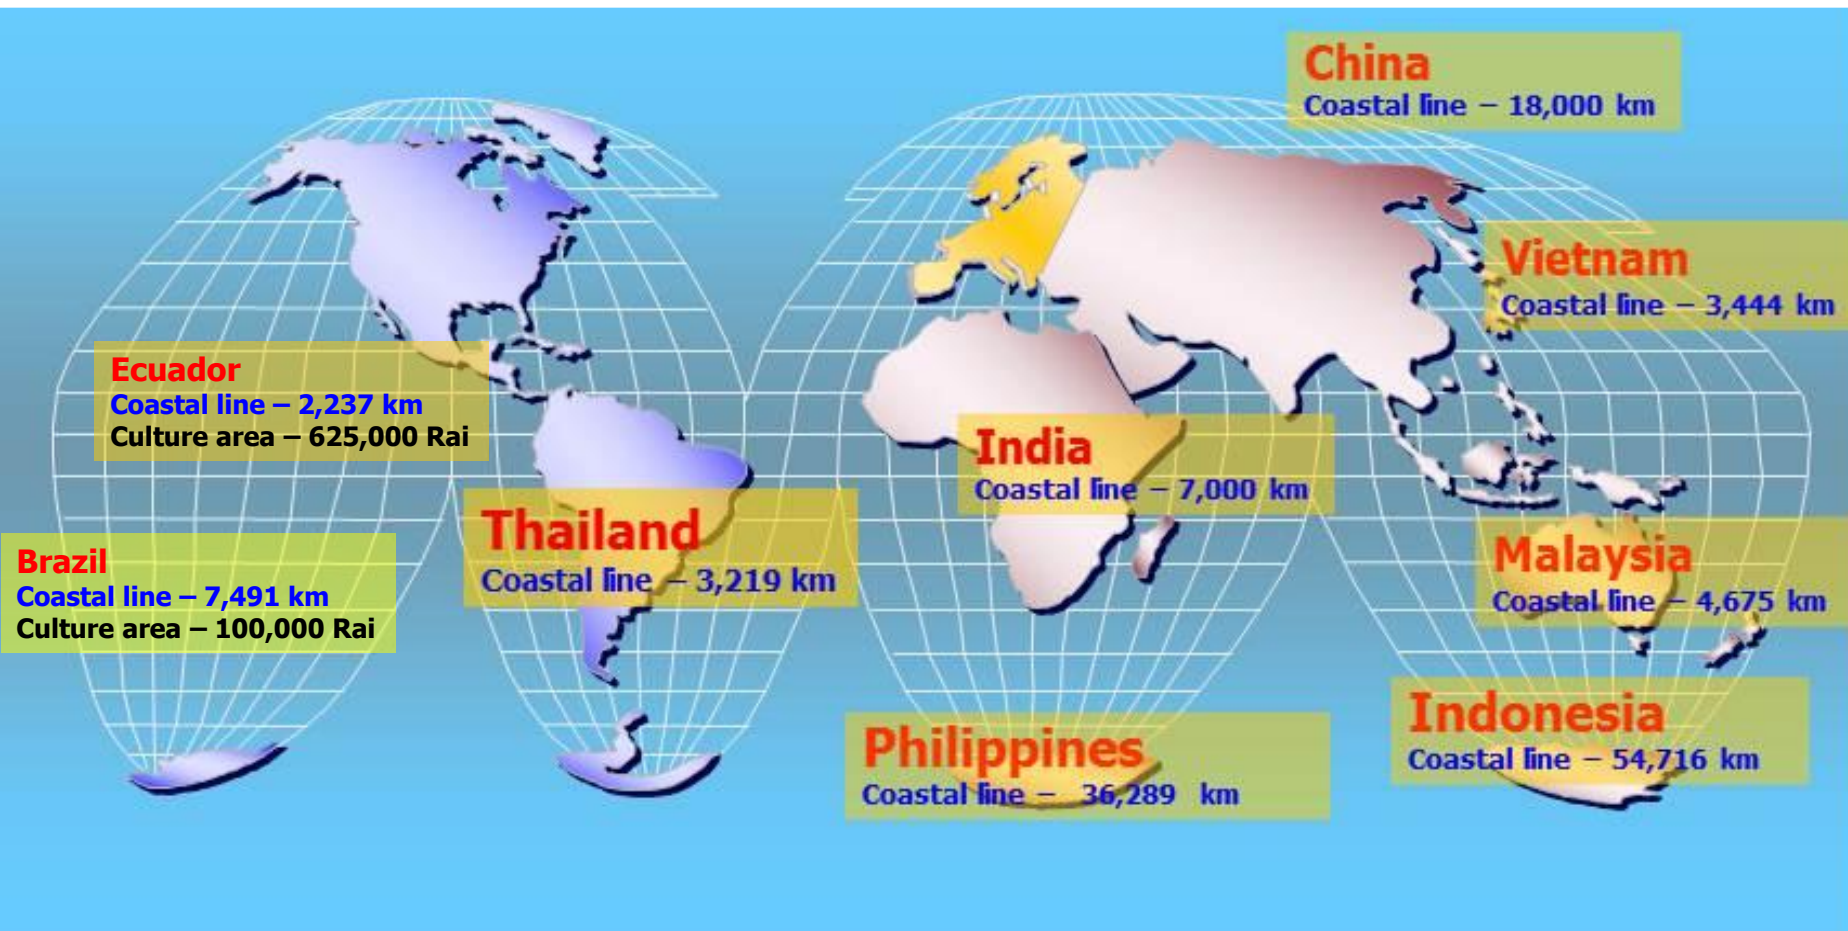 China
Coastal line – 18,000 km
Vietnam
Coastal line – 3,444 km
Ecuador
Coastal line – 2,237 km
Culture area – 625,000 Rai
India
Coastal line – 7,000 km
Thailand
Coastal line – 3,219 km
Brazil
Coastal line – 7,491 km
Culture area – 100,000 Rai
Malaysia
Coastal line – 4,675 km
Indonesia
Coastal line – 54,716 km
Philippines
Coastal line – 36,289 km